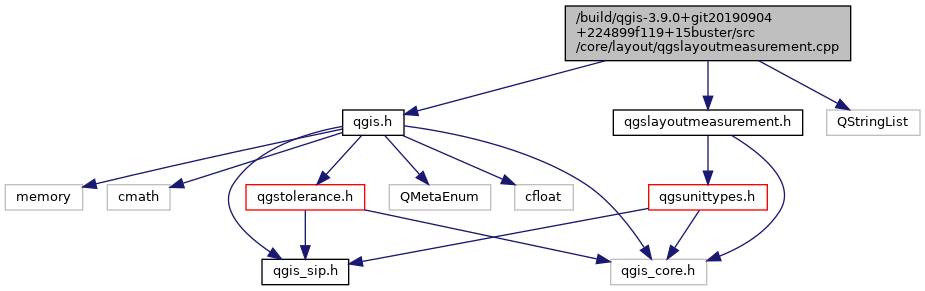 /build/qgis-3.9.0+git20190904
+224899f119+15buster/src
/core/layout/qgslayoutmeasurement.cpp
qgis.h
qgslayoutmeasurement.h
QStringList
memory
cmath
qgstolerance.h
QMetaEnum
cfloat
qgsunittypes.h
qgis_sip.h
qgis_core.h